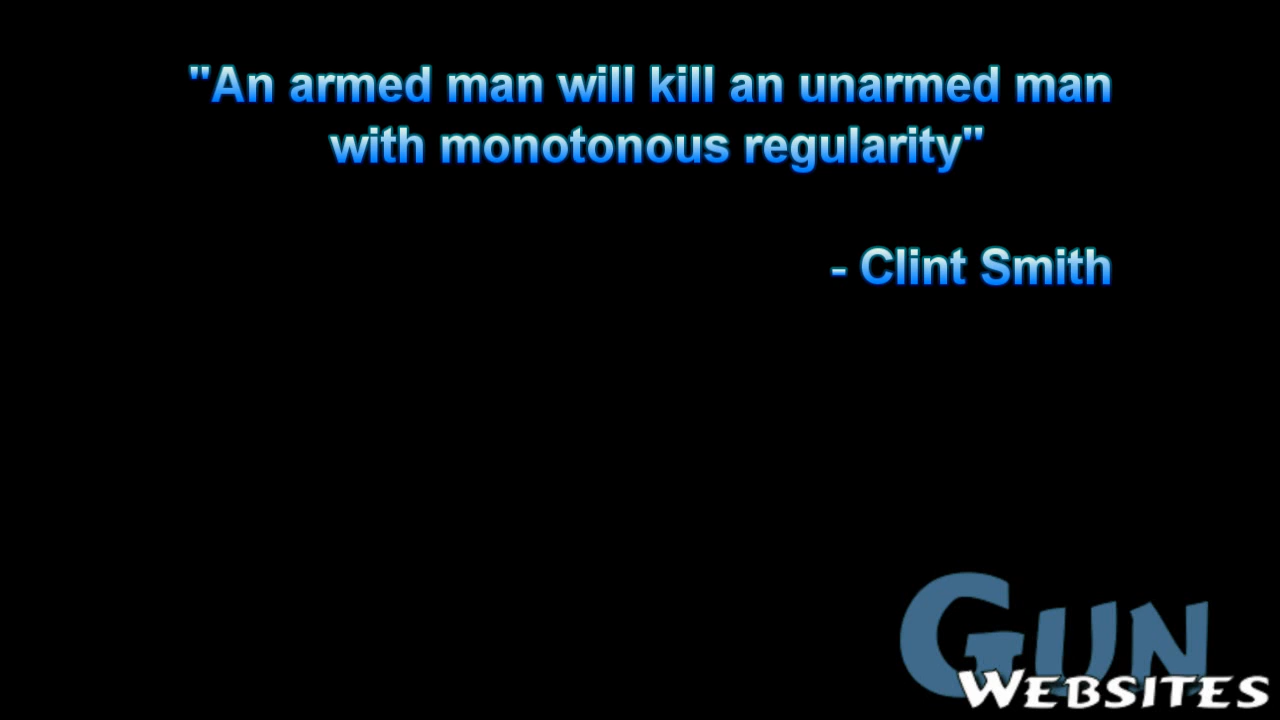 "An armed man will kill an unarmed man
with monotonous regularity"
- Clint Smith
GUN
WEBSITES